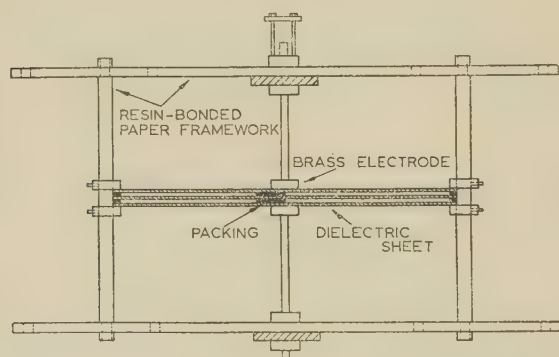 RESIN-BONDED
PAPER FRAMEWORK
BRASS ELECTRODE
PACKING
DIELECTRIC
SHEET